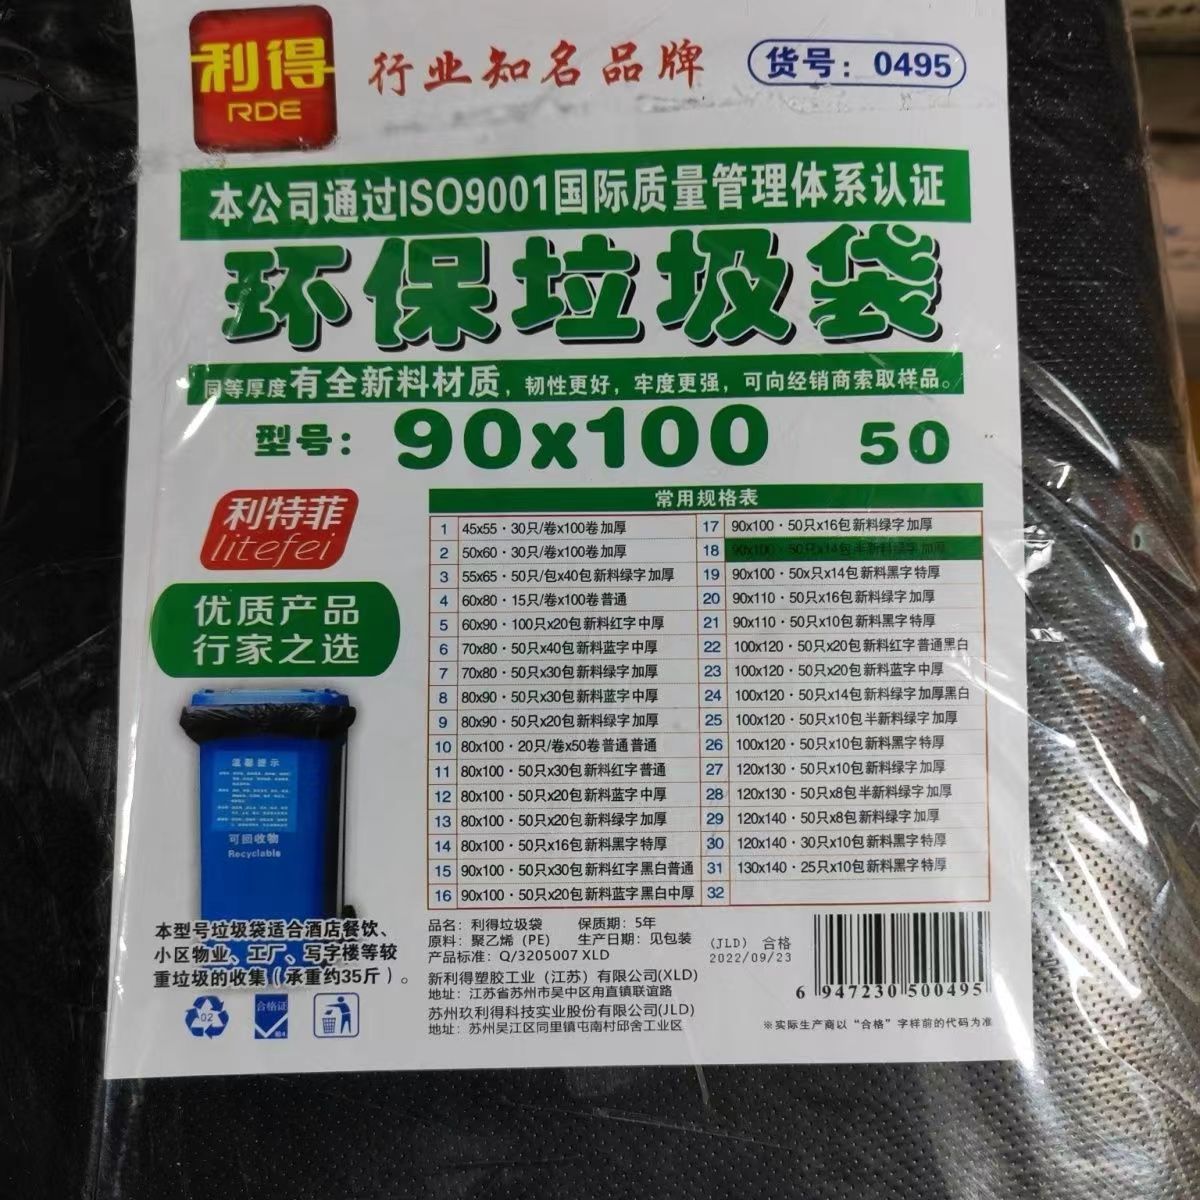 利得
RDE
行业知名品牌
货号：0495
本公司通过ISO9001国际质量管理体系认证
环保垃圾袋
同等厚度有全新料材质，韧性更好，牢度更强，可向经销商索取样品。
型号：90x100 50
利特菲
litefei
优质产品
行家之选
常用规格表
1 45x55·30只/卷x100卷加厚
2 50x60·30只/卷x100卷加厚
3 55x65·50只/包x40包新料绿字加厚
4 60x80·15只/卷x100卷普通
5 60x90·100只x20包新料红字中厚
6 70x80·50只x40包新料蓝字中厚
7 70x80·50只x30包新料绿字加厚
8 80x90·50只x30包新料蓝字中厚
9 80x90·50只x20包新料绿字加厚
10 80x100·20只/卷x50卷普通普通
11 80x100·50只x30包新料红字普通
12 80x100·50只x20包新料蓝字中厚
13 80x100·50只x20包新料绿字加厚
14 80x100·50只x16包新料黑字特厚
15 90x100·50只x30包新料红字黑白普通
16 90x100·50只x20包新料蓝字黑白中厚
17 90x100·50只x16包新料绿字加厚
18 90x100·50只x14包半新料绿字加厚
19 90x100·50x只x14包新料黑字特厚
20 90x110·50只x16包新料绿字加厚
21 90x110·50只x10包新料黑字特厚
22 100x120·50只x20包新料红字普通黑白
23 100x120·50只x20包新料蓝字中厚
24 100x120·50只x14包新料绿字加厚黑白
25 100x120·50只x10包半新料绿字加厚
26 100x120·50只x10包新料黑字特厚
27 120x130·50只x10包新料绿字加厚
28 120x130·50只x8包半新料绿字加厚
29 120x140·50只x8包新料绿字加厚
30 120x140·30只x10包新料黑字特厚
31 130x140·25只x10包新料黑字特厚
32
温馨提示
可回收物
Recyclable
本型号垃圾袋适合酒店餐饮、
小区物业、工厂、写字楼等较
重垃圾的收集（承重约35斤）。
02
合格证
品名：利得垃圾袋 保质期：5年
原料：聚乙烯（PE） 生产日期：见包装
产品标准：Q/3205007 XLD
新利得塑胶工业（江苏）有限公司(XLD)
地址：江苏省苏州市吴中区甪直镇联谊路
苏州玖利得科技实业股份有限公司(JLD)
地址：苏州吴江区同里镇屯南村邱舍工业区
(JLD) 合格
2022/09/23
6 947230 500495
※实际生产商以“合格”字样前的代码为准